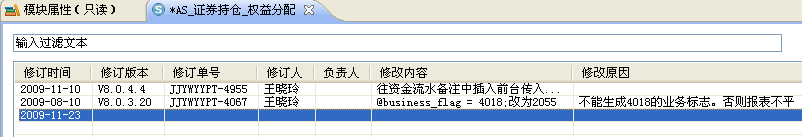 模块属性（只读） *AS_证券持仓_权益分配
输入过滤文本
修订时间 修订版本 修订单号 修订人 负责人 修改内容 修改原因
2009-11-10 V8.0.4.4 JJYWYYPT-4955 王晓玲 往资金流水备注中插入前台传入...
2009-08-10 V8.0.3.20 JJYWYYPT-4067 王晓玲 @business_flag = 4018;改为2055 不能生成4018的业务标志。否则报表不平
2009-11-23